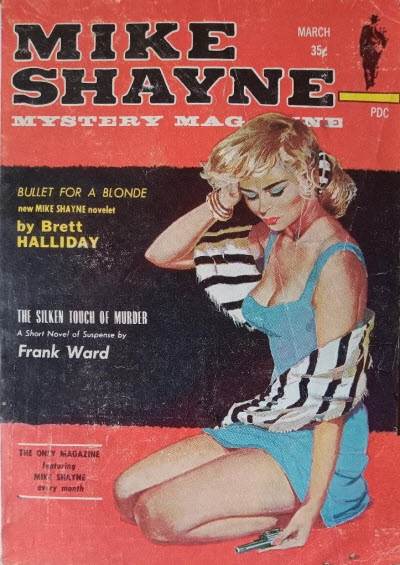 MIKE
SHAYNE
MYSTERY MAGAZINE
MARCH
35¢
PDC
BULLET FOR A BLONDE
new MIKE SHAYNE novelet
by Brett
HALLIDAY
THE SILKEN TOUCH OF MURDER
A Short Novel of Suspense by
Frank Ward
THE ONLY MAGAZINE
featuring
MIKE SHAYNE
every month